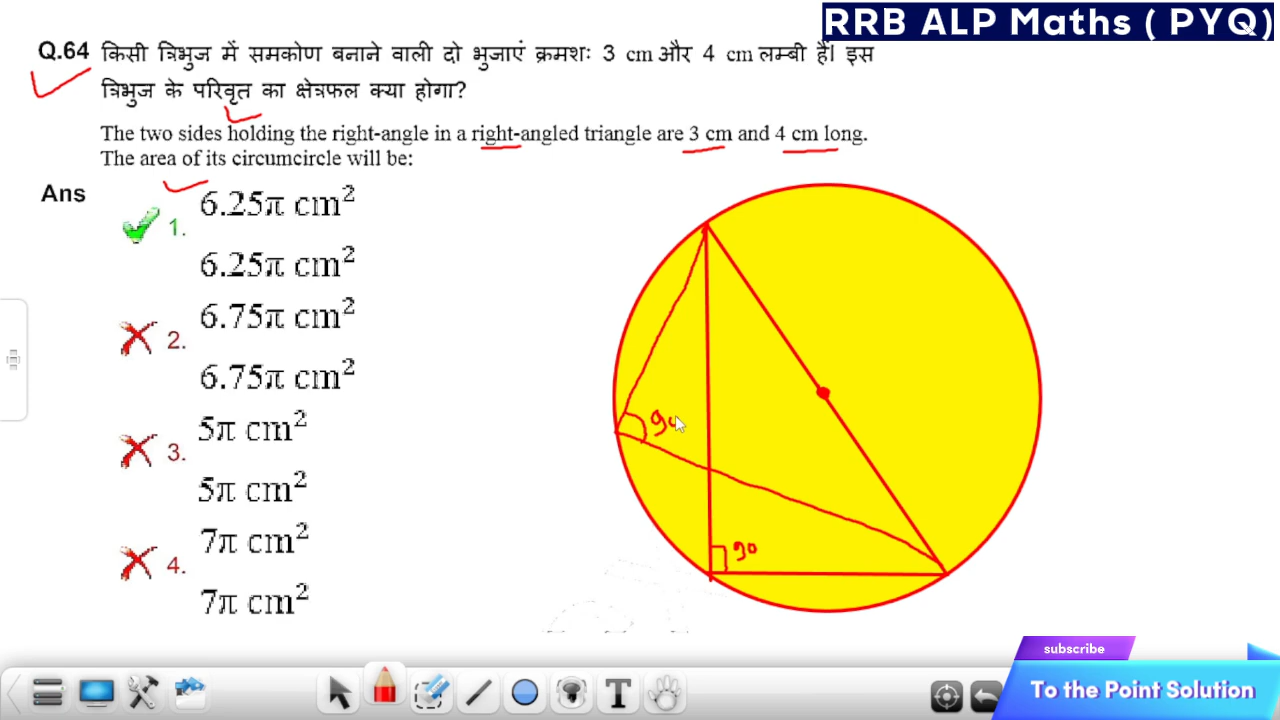 RRB ALP Maths ( PYQ)
Q.64 किसी त्रिभुज में समकोण बनाने वाली दो भुजाएं क्रमशः 3 cm और 4 cm लम्बी हैं। इस
त्रिभुज के परिवृत का क्षेत्रफल क्या होगा?
The two sides holding the right-angle in a right-angled triangle are 3 cm and 4 cm long.
The area of its circumcircle will be:
Ans
1. 6.25π cm²
6.25π cm²
2. 6.75π cm²
6.75π cm²
3. 5π cm²
5π cm²
4. 7π cm²
7π cm²
90
90
subscribe
To the Point Solution